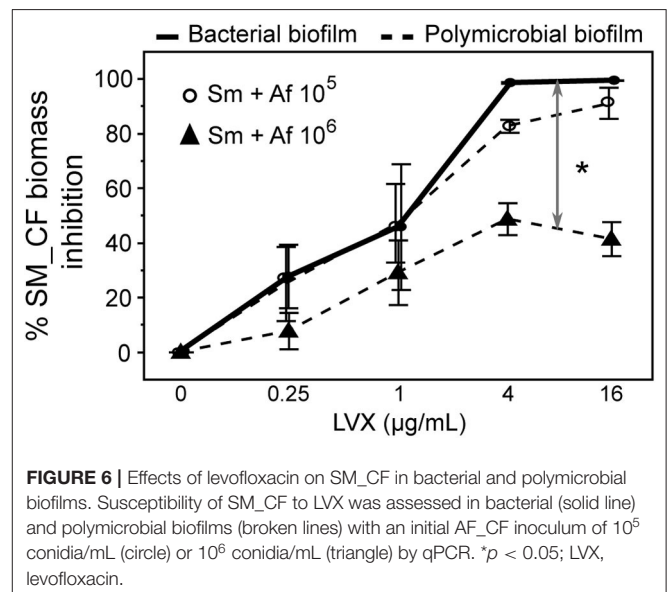 Bacterial biofilm Polymicrobial biofilm
100
80
60
40
20
0
% SM_CF biomass
inhibition
Sm + Af 10⁵
Sm + Af 10⁶
*
0 0.25 1 4 16
LVX (µg/mL)
FIGURE 6 | Effects of levofloxacin on SM_CF in bacterial and polymicrobial
biofilms. Susceptibility of SM_CF to LVX was assessed in bacterial (solid line)
and polymicrobial biofilms (broken lines) with an initial AF_CF inoculum of 10⁵
conidia/mL (circle) or 10⁶ conidia/mL (triangle) by qPCR. *p < 0.05; LVX,
levofloxacin.